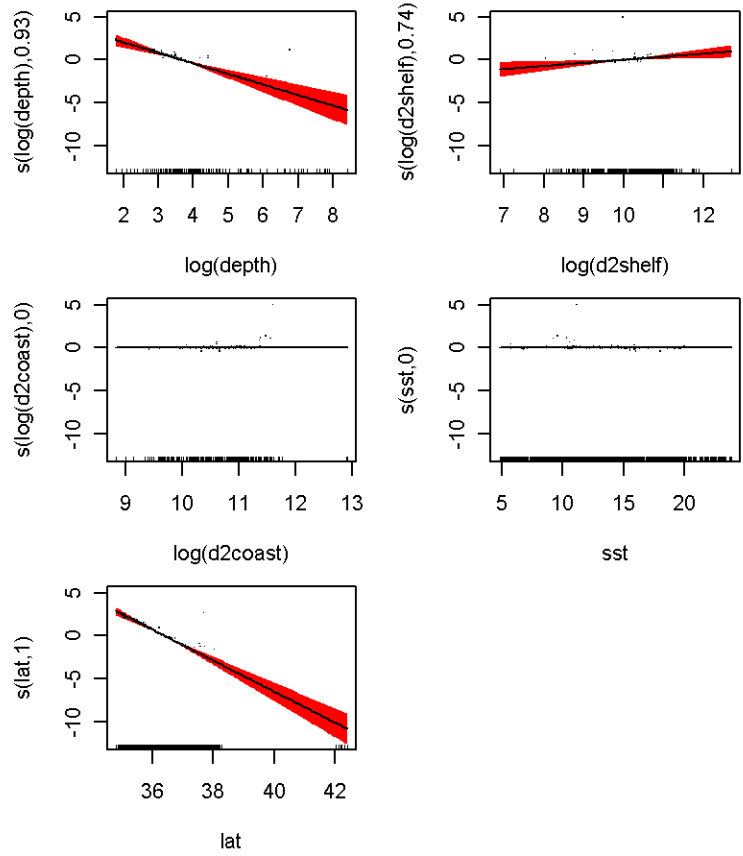 s(log(depth),0.93)
5
0
-5
-10
2 3 4 5 6 7 8
log(depth)
s(log(d2shelf),0.74)
5
0
-5
-10
7 8 9 10 12
log(d2shelf)
s(log(d2coast),0)
5
0
-5
-10
9 10 11 12 13
log(d2coast)
s(sst,0)
5
0
-5
-10
5 10 15 20
sst
s(lat,1)
5
0
-5
-10
36 38 40 42
lat